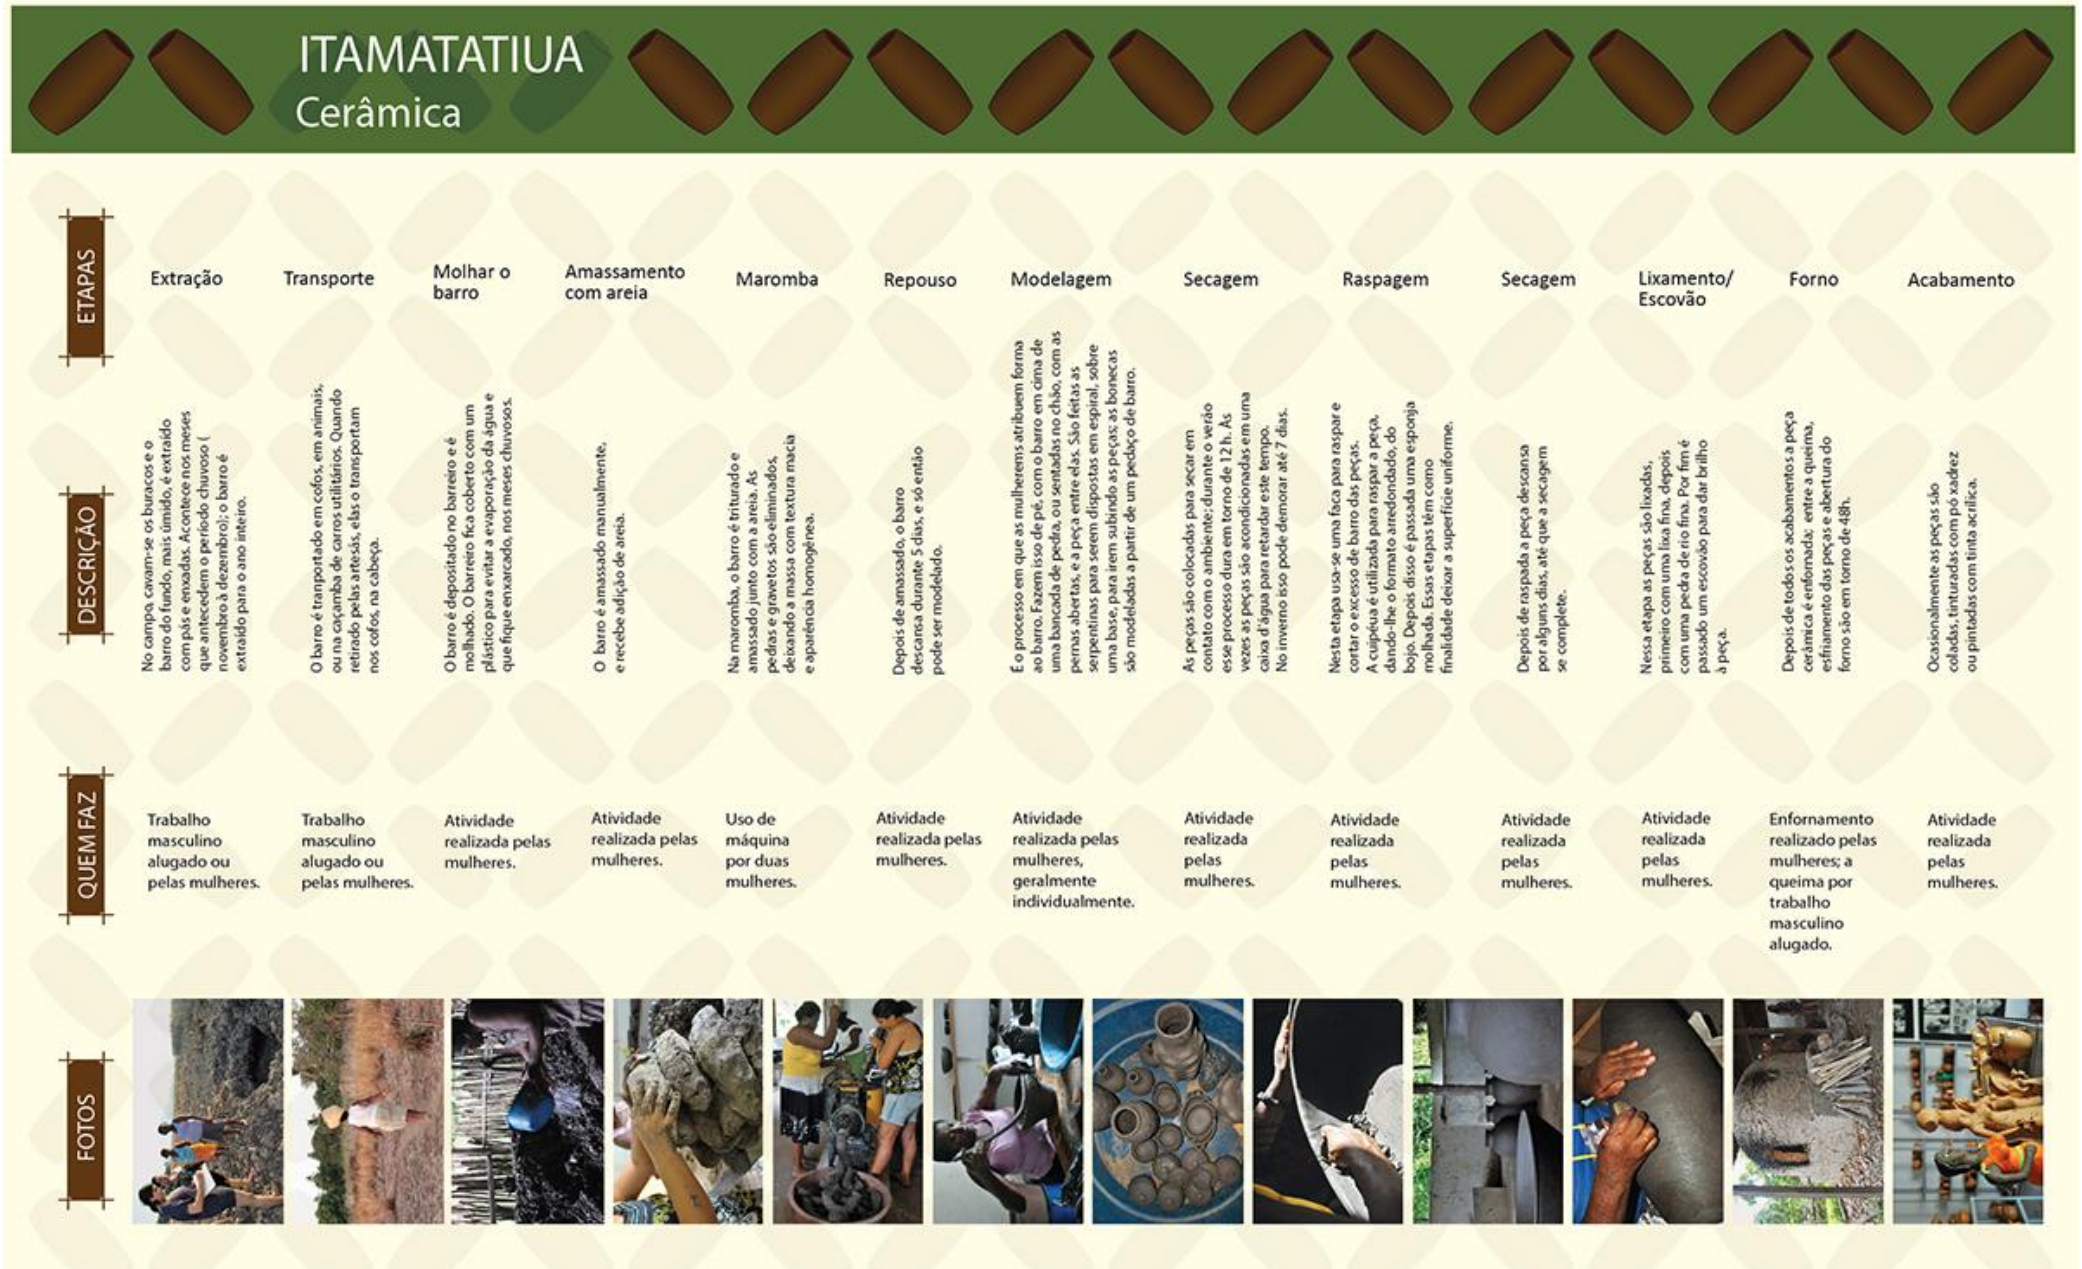 ITAMATATIUA
Cerâmica
ETAPAS
Extração
Transporte
Molhar o
barro
Amassamento
com areia
Maromba
Repouso
Modelagem
Secagem
Raspagem
Secagem
Lixamento/
Escovão
Forno
Acabamento
DESCRIÇÃO
No campo, cavam-se os buracos e o
barro do fundo, mais úmido, é extraído
com pás e enxadas. Acontece nos meses
que antecedem o período chuvoso (
novembro à dezembro); o barro é
extraído para o ano inteiro.
O barro é transportado em cofos, em animais,
ou na caçamba de carros utilitários. Quando
retirado pelas artesãs, elas o transportam
nos cofos, na cabeça.
O barro é depositado no barreiro e é
molhado. O barreiro fica coberto com um
plástico para evitar a evaporação da água e
que fique enxarcado, nos meses chuvosos.
O barro é amassado manualmente,
e recebe adição de areia.
Na maromba, o barro é triturado e
amassado junto com a areia. As
pedras e gravetos são eliminados,
deixando a massa com textura macia
e aparência homogênea.
Depois de amassado, o barro
descansa durante 5 dias, e só então
pode ser modelado.
É o processo em que as mulherems atribuem forma
ao barro. Fazem isso de pé, com o barro em cima de
uma bancada de pedra, ou sentadas no chão, com as
pernas abertas, e a peça entre elas. São feitas as
serpentinas para serem dispostas em espiral, sobre
uma base, para irem subindo as peças; as bonecas
são modeladas a partir de um pedaço de barro.
As peças são colocadas para secar em
contato com o ambiente; durante o verão
esse processo dura em torno de 12 h. Às
vezes as peças são acondicionadas em uma
caixa d'água para retardar este tempo.
No inverno isso pode demorar até 7 dias.
Nesta etapa usa-se uma faca para raspar e
cortar o excesso de barro das peças.
A cuipéua é utilizada para raspar a peça,
dando-lhe o formato arredondado, do
bojo. Depois disso é passada uma esponja
molhada. Essas etapas têm como
finalidade deixar a superfície uniforme.
Depois de raspada a peça descansa
por alguns dias, até que a secagem
se complete.
Nessa etapa as peças são lixadas,
primeiro com uma lixa fina, depois
com uma pedra de rio fina. Por fim é
passado um escovão para dar brilho
à peça.
Depois de todos os acabamentos a peça
cerâmica é enfornada; entre a queima,
esfriamento das peças e abertura do
forno são em torno de 48h.
Ocasionalmente as peças são
coladas, tinturadas com pó xadrez
ou pintadas com tinta acrílica.
QUEM FAZ
Trabalho
masculino
alugado ou
pelas mulheres.
Trabalho
masculino
alugado ou
pelas mulheres.
Atividade
realizada pelas
mulheres.
Atividade
realizada pelas
mulheres.
Uso de
máquina
por duas
mulheres.
Atividade
realizada pelas
mulheres.
Atividade
realizada pelas
mulheres,
geralmente
individualmente.
Atividade
realizada
pelas
mulheres.
Atividade
realizada
pelas
mulheres.
Atividade
realizada
pelas
mulheres.
Atividade
realizada
pelas
mulheres.
Enfornamento
realizado pelas
mulheres; a
queima por
trabalho
masculino
alugado.
Atividade
realizada
pelas
mulheres.
FOTOS